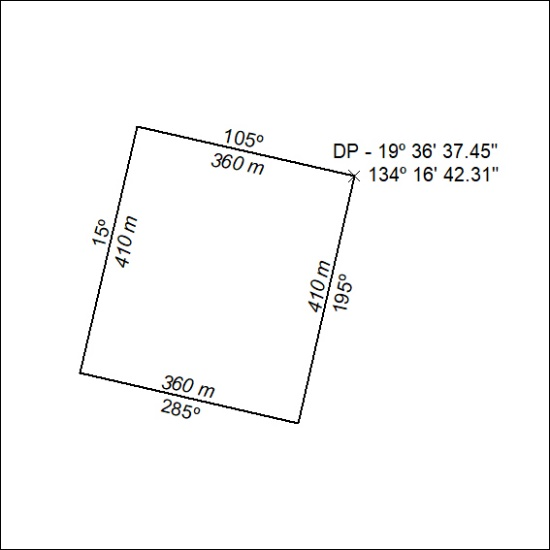 105º
360 m
DP - 19º 36' 37.45"
134º 16' 42.31"
15º
410 m
410 m
195º
360 m
285º